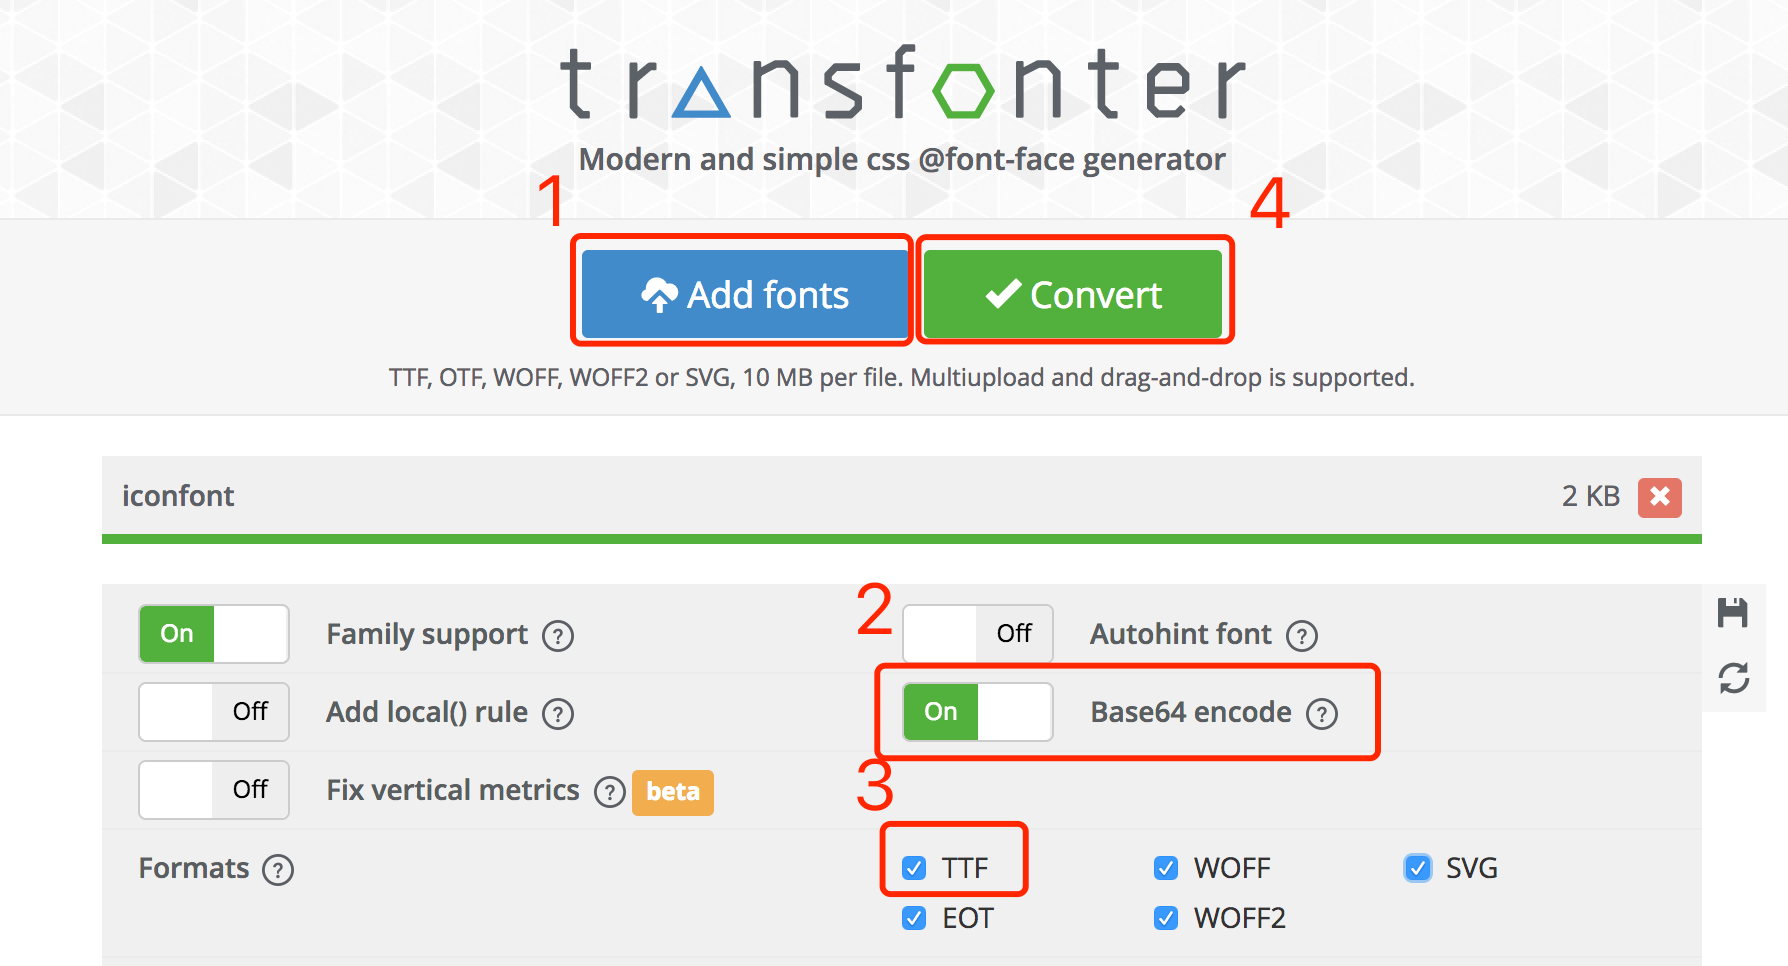 transfonter
Modern and simple css @font-face generator
1
4
Add fonts
Convert
TTF, OTF, WOFF, WOFF2 or SVG, 10 MB per file. Multiupload and drag-and-drop is supported.
iconfont
2 KB
On
Family support ?
2
Off
Autohint font ?
Off
Add local() rule ?
On
Base64 encode ?
Off
Fix vertical metrics ? beta
3
Formats ?
TTF
WOFF
SVG
EOT
WOFF2